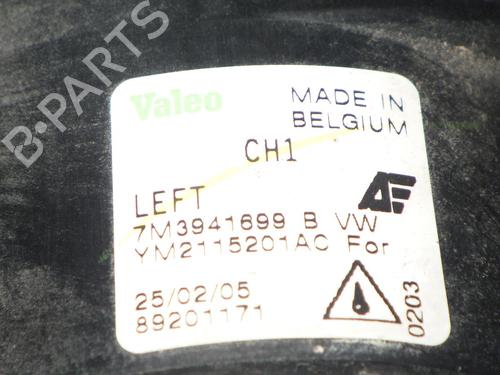 B-PARTS
Valeo
MADE IN
BELGIUM
CH1
LEFT
7M3941699 B VW
YM2115201AC For
25/02/05
89201171
0203